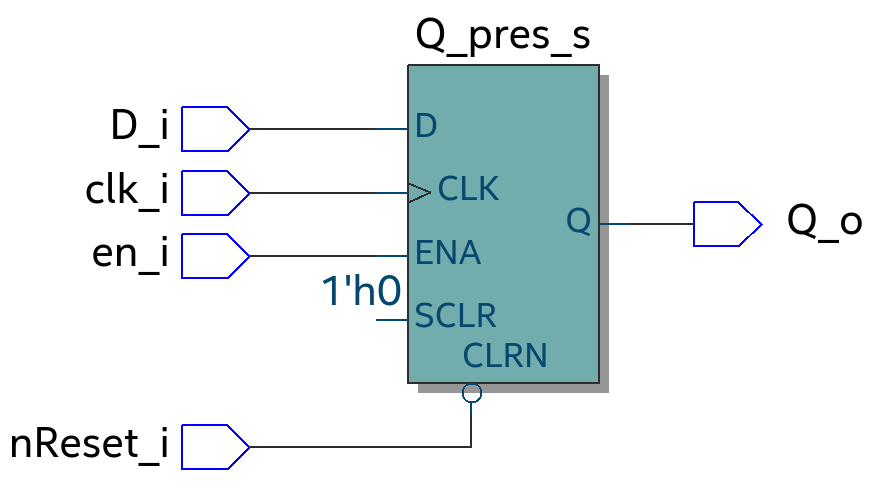 Q_pres_s
D_i
D
clk_i
CLK
Q
Q_o
en_i
ENA
1'h0
SCLR
CLRN
nReset_i